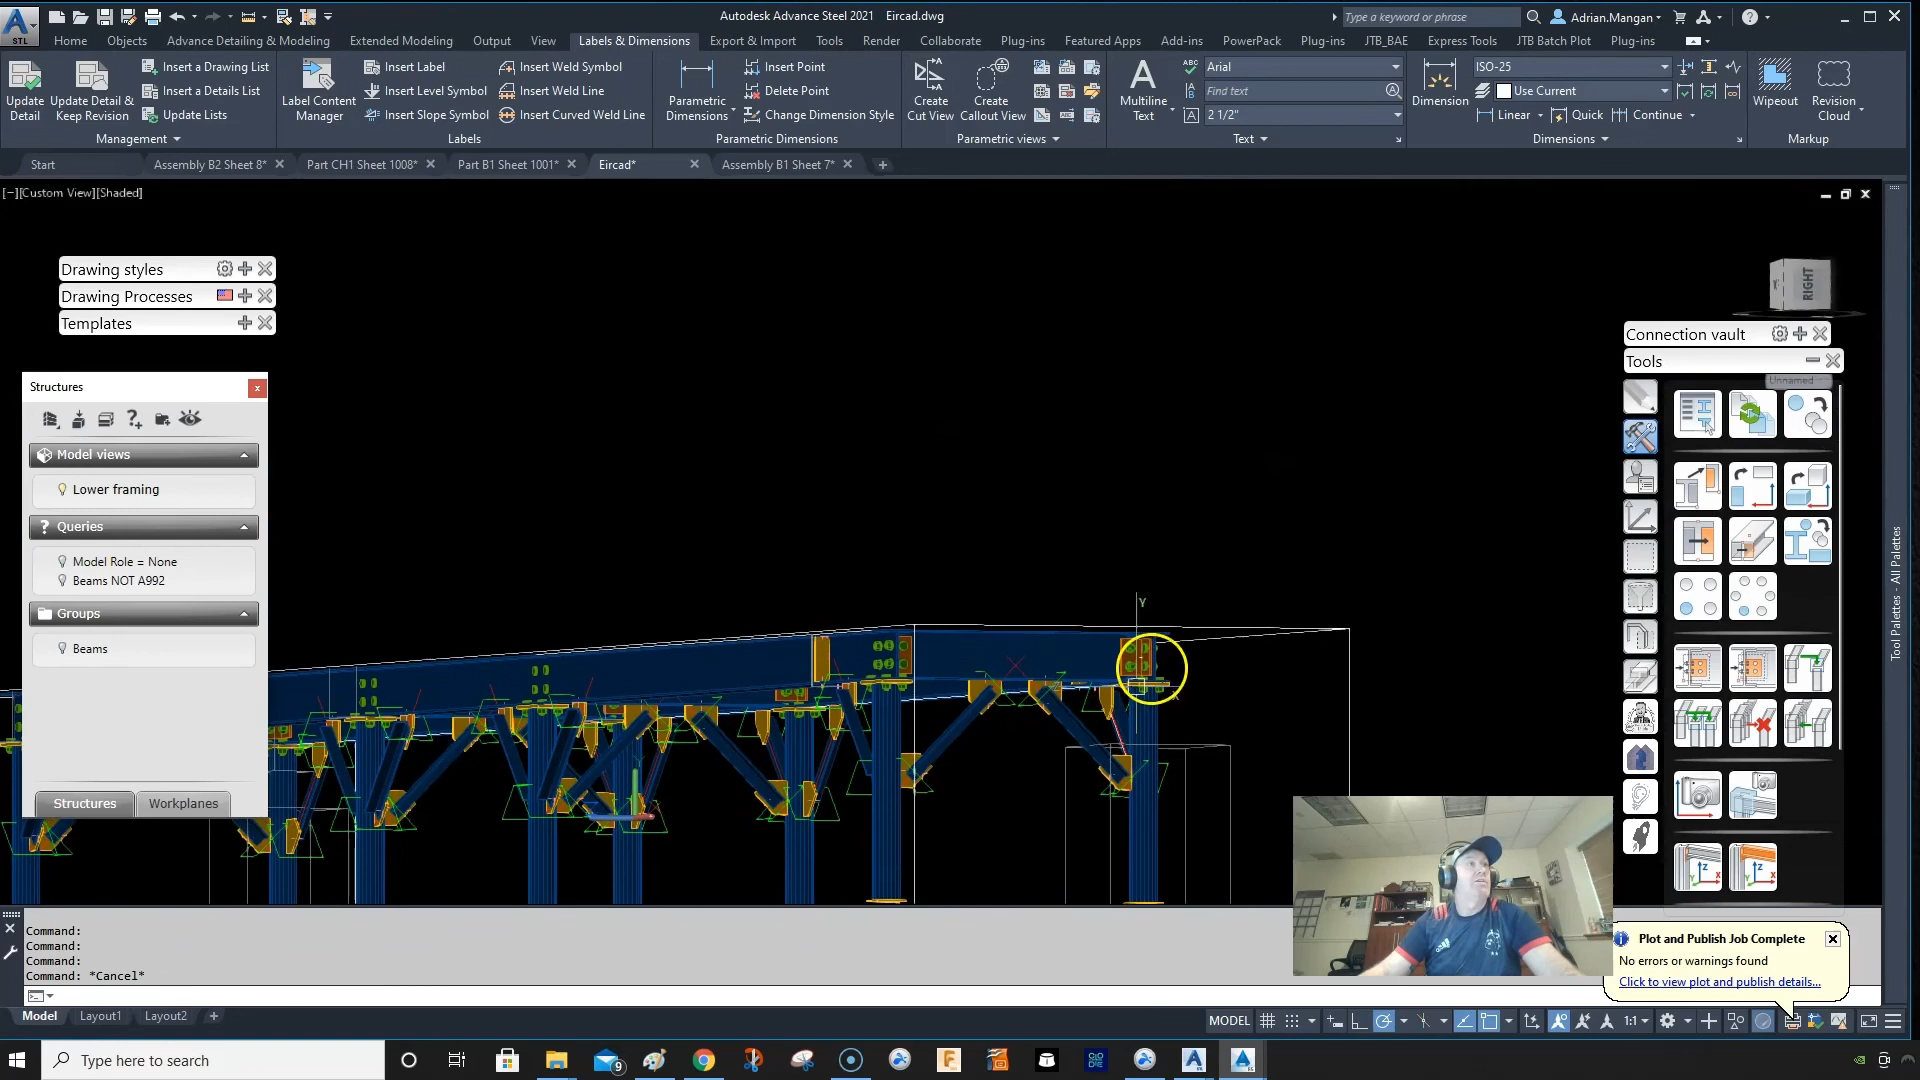 Autodesk Advance Steel 2021 Eircad.dwg
Type a keyword or phrase
Adrian.Mangan
STL
Home Objects Advance Detailing & Modeling Extended Modeling Output View Labels & Dimensions Export & Import Tools Render Collaborate Plug-ins Featured Apps Add-ins PowerPack Plug-ins JTB_BAE Express Tools JTB Batch Plot Plug-ins
Update Detail
Update Detail & Keep Revision
Insert a Drawing List
Insert a Details List
Update Lists
Management
Label Content Manager
Insert Label
Insert Level Symbol
Insert Slope Symbol
Insert Weld Symbol
Insert Weld Line
Insert Curved Weld Line
Labels
Parametric Dimensions
Insert Point
Delete Point
Change Dimension Style
Parametric Dimensions
Create Cut View
Create Callout View
Parametric views
Multiline Text
ABC
Arial
Find text
2 1/2"
Text
Dimension
ISO-25
Use Current
Linear Quick Continue
Dimensions
Wipeout
Revision Cloud
Markup
Start Assembly B2 Sheet 8* Part CH1 Sheet 1008* Part B1 Sheet 1001* Eircad* Assembly B1 Sheet 7*
[−][Custom View][Shaded]
Drawing styles
Drawing Processes
Templates
Structures
Model views
Lower framing
Queries
Model Role = None
Beams NOT A992
Groups
Beams
Structures Workplanes
Y
RIGHT
Connection vault
Tools
Unnamed
Tool Palettes - All Palettes
Command:
Command:
Command:
Command: *Cancel*
Plot and Publish Job Complete
No errors or warnings found
Click to view plot and publish details...
Model Layout1 Layout2
MODEL
1:1
Type here to search
9